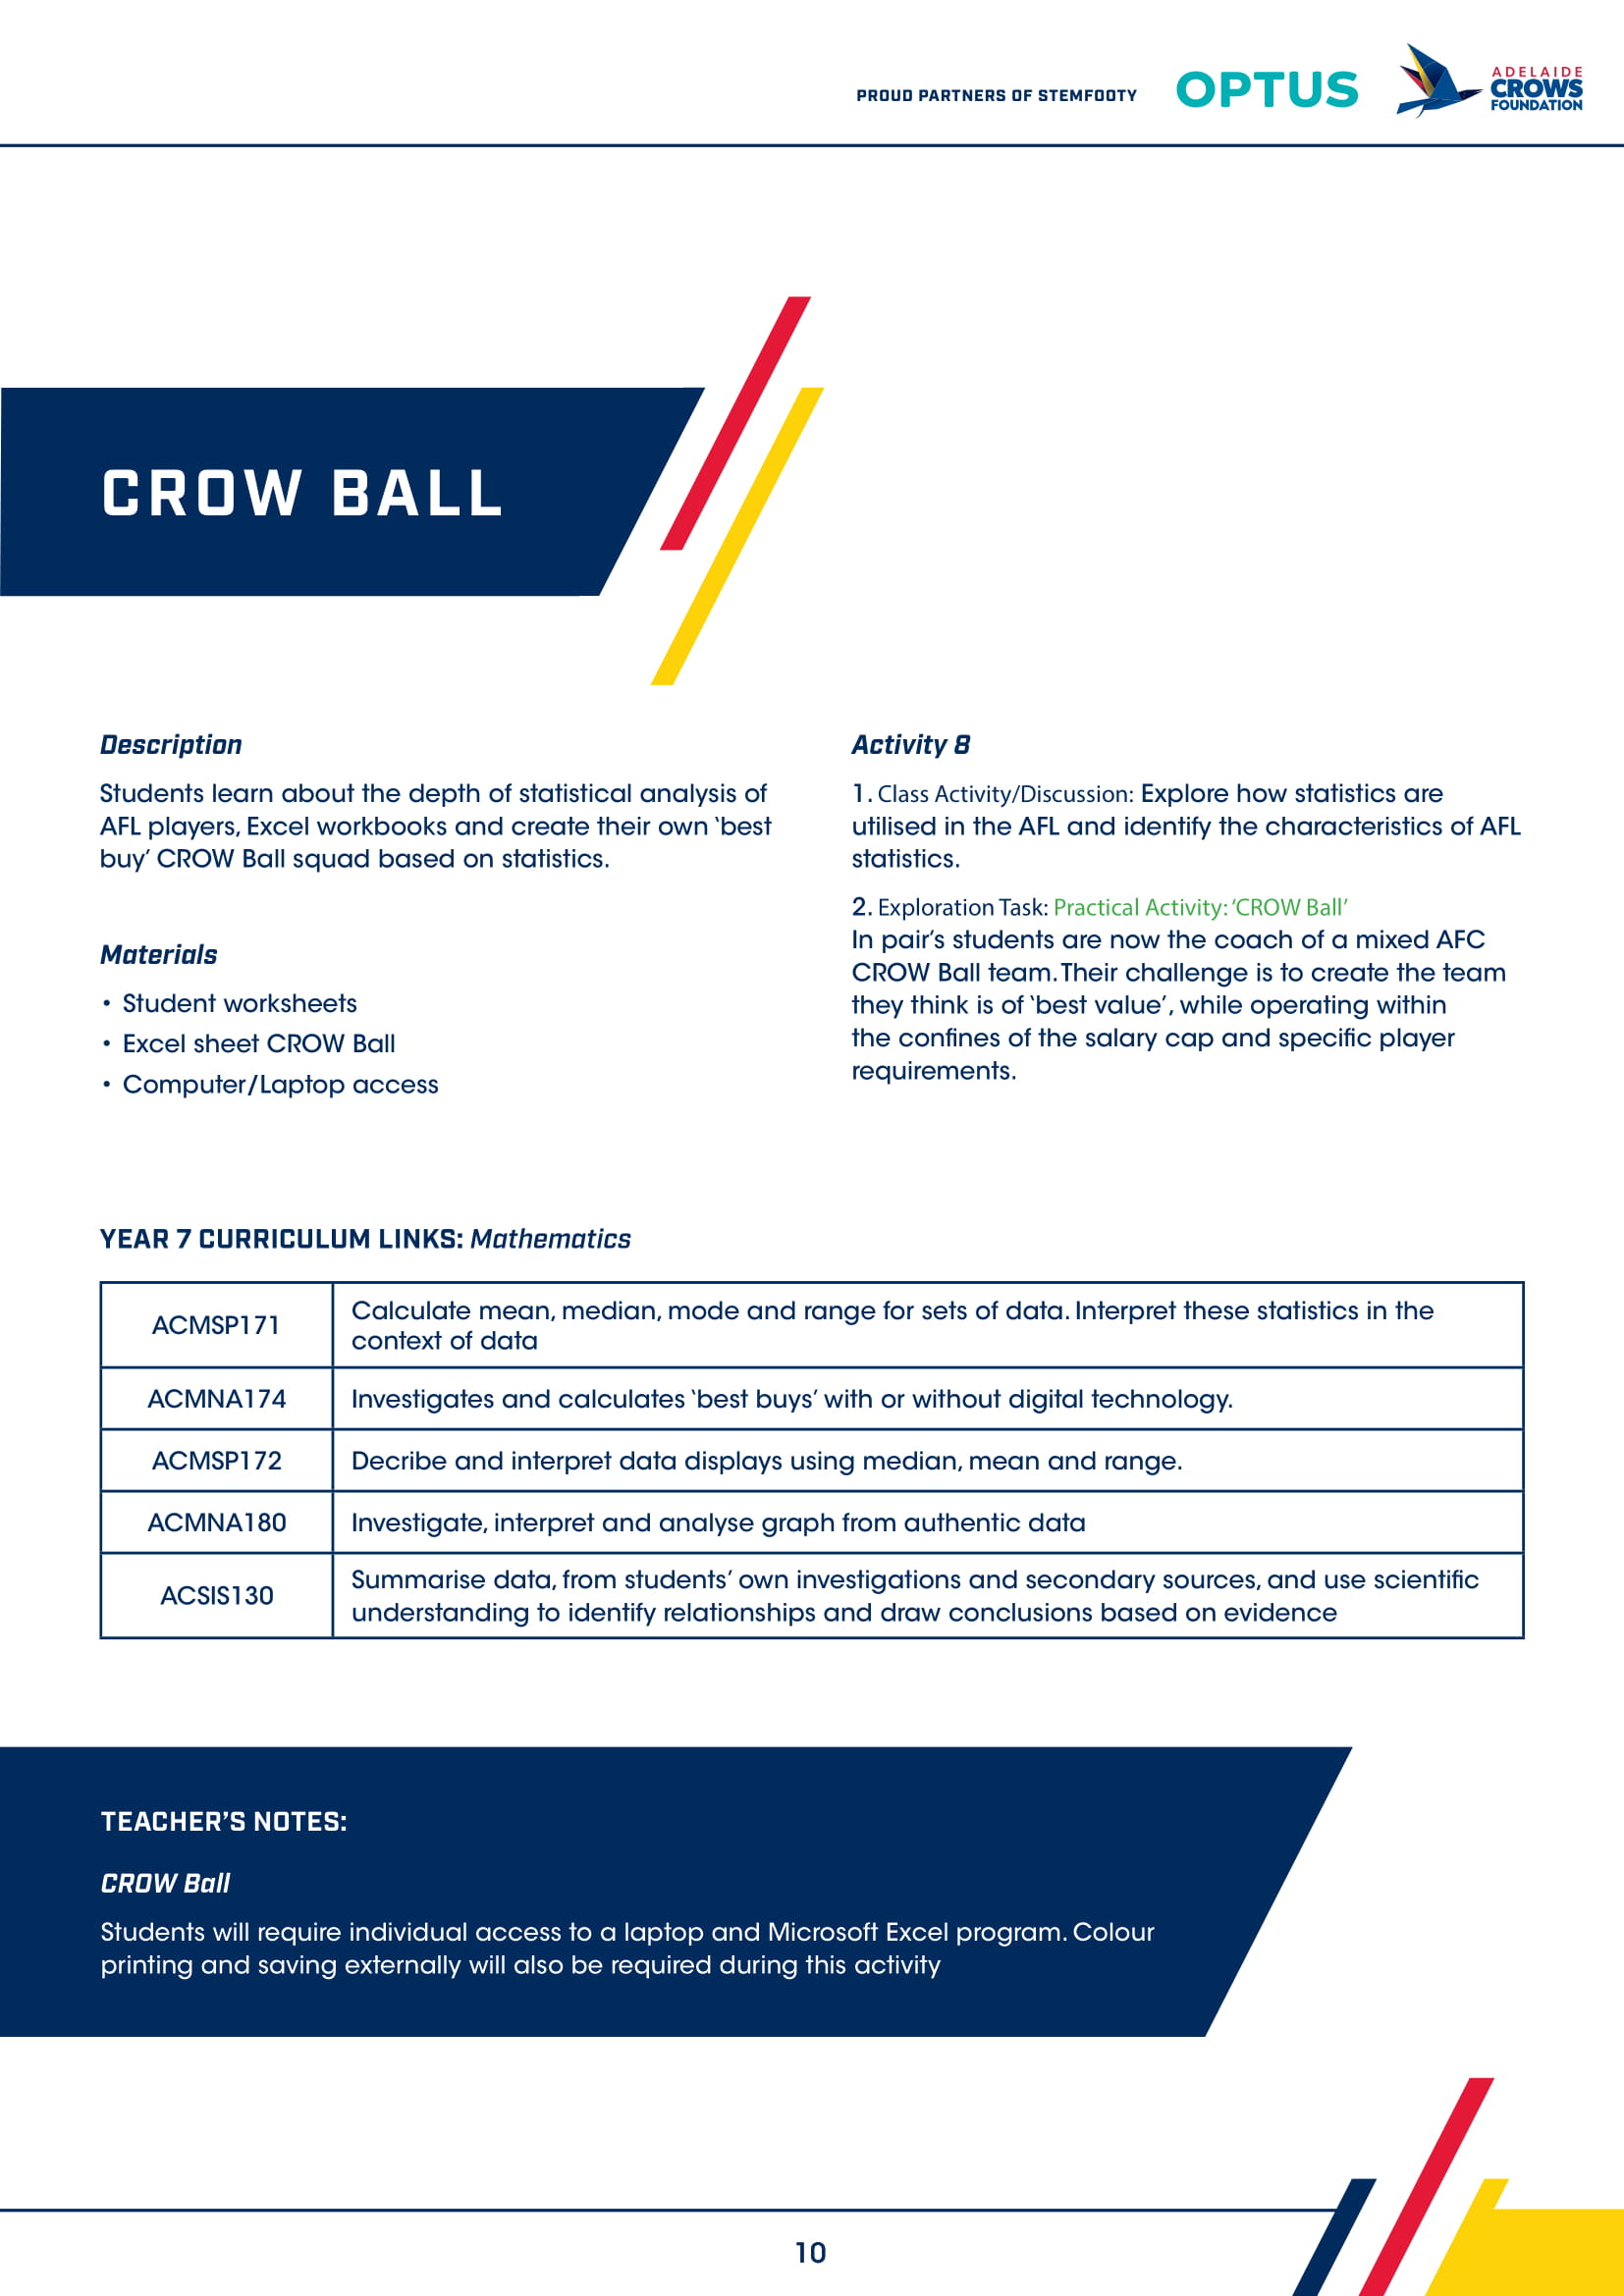 PROUD PARTNERS OF STEMFOOTY
OPTUS
ADELAIDE
CROWS
FOUNDATION
CROW BALL
Description
Students learn about the depth of statistical analysis of
AFL players, Excel workbooks and create their own ‘best
buy’ CROW Ball squad based on statistics.
Materials
• Student worksheets
• Excel sheet CROW Ball
• Computer/Laptop access
Activity 8
1. Class Activity/Discussion: Explore how statistics are
utilised in the AFL and identify the characteristics of AFL
statistics.
2. Exploration Task: Practical Activity: ‘CROW Ball’
In pair’s students are now the coach of a mixed AFC
CROW Ball team. Their challenge is to create the team
they think is of ‘best value’, while operating within
the confines of the salary cap and specific player
requirements.
YEAR 7 CURRICULUM LINKS: Mathematics
ACMSP171
Calculate mean, median, mode and range for sets of data. Interpret these statistics in the
context of data
ACMNA174
Investigates and calculates ‘best buys’ with or without digital technology.
ACMSP172
Decribe and interpret data displays using median, mean and range.
ACMNA180
Investigate, interpret and analyse graph from authentic data
ACSIS130
Summarise data, from students’ own investigations and secondary sources, and use scientific
understanding to identify relationships and draw conclusions based on evidence
TEACHER’S NOTES:
CROW Ball
Students will require individual access to a laptop and Microsoft Excel program. Colour
printing and saving externally will also be required during this activity
10